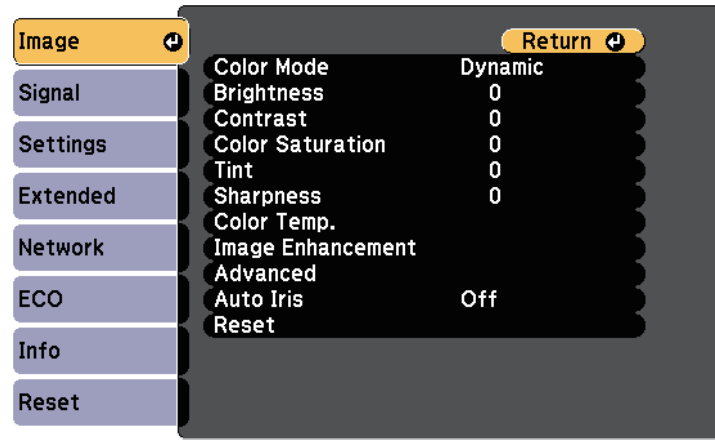 Image
Signal
Settings
Extended
Network
ECO
Info
Reset
Return
Color Mode Dynamic
Brightness 0
Contrast 0
Color Saturation 0
Tint 0
Sharpness 0
Color Temp.
Image Enhancement
Advanced
Auto Iris Off
Reset